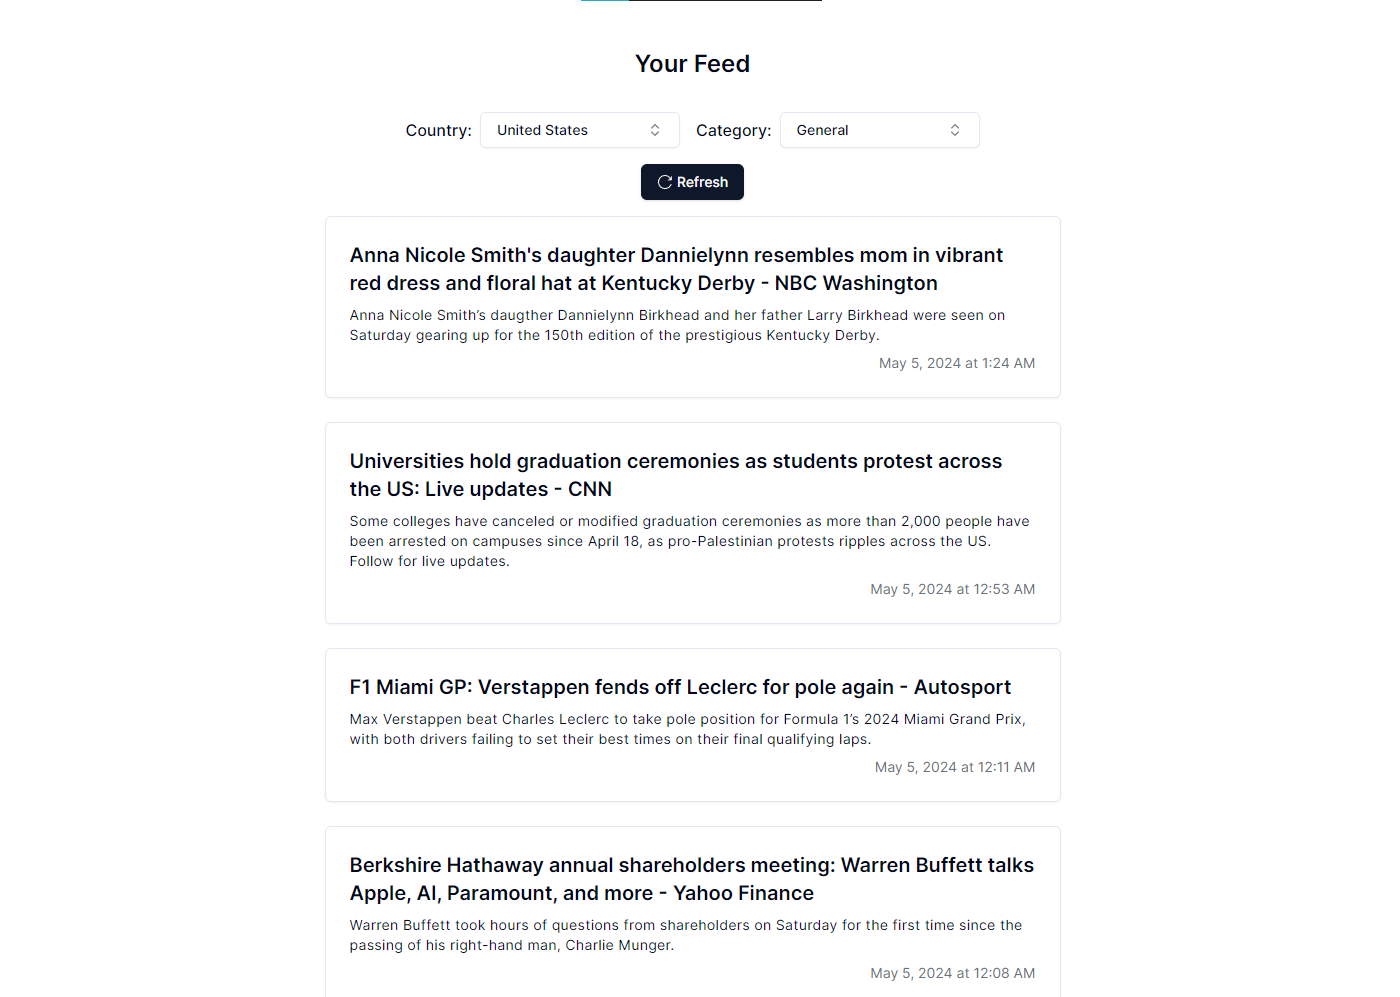 Your Feed
Country: United States Category: General
Refresh
Anna Nicole Smith's daughter Dannielynn resembles mom in vibrant
red dress and floral hat at Kentucky Derby - NBC Washington
Anna Nicole Smith’s daugther Dannielynn Birkhead and her father Larry Birkhead were seen on
Saturday gearing up for the 150th edition of the prestigious Kentucky Derby.
May 5, 2024 at 1:24 AM
Universities hold graduation ceremonies as students protest across
the US: Live updates - CNN
Some colleges have canceled or modified graduation ceremonies as more than 2,000 people have
been arrested on campuses since April 18, as pro-Palestinian protests ripples across the US.
Follow for live updates.
May 5, 2024 at 12:53 AM
F1 Miami GP: Verstappen fends off Leclerc for pole again - Autosport
Max Verstappen beat Charles Leclerc to take pole position for Formula 1’s 2024 Miami Grand Prix,
with both drivers failing to set their best times on their final qualifying laps.
May 5, 2024 at 12:11 AM
Berkshire Hathaway annual shareholders meeting: Warren Buffett talks
Apple, AI, Paramount, and more - Yahoo Finance
Warren Buffett took hours of questions from shareholders on Saturday for the first time since the
passing of his right-hand man, Charlie Munger.
May 5, 2024 at 12:08 AM